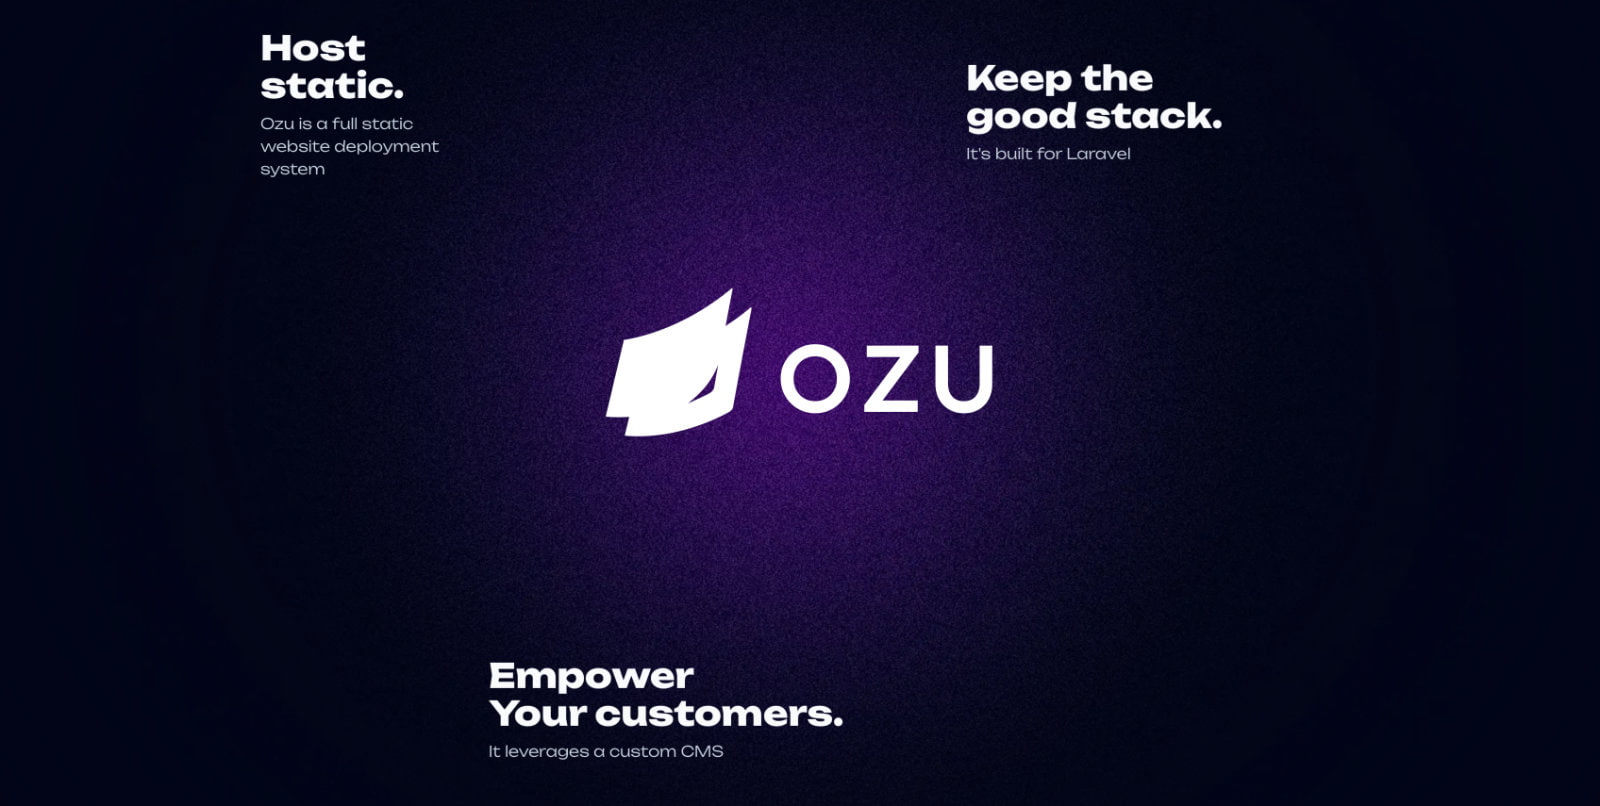 Host
static.
Ozu is a full static
website deployment
system
Keep the
good stack.
It's built for Laravel
OZU
Empower
Your customers.
It leverages a custom CMS